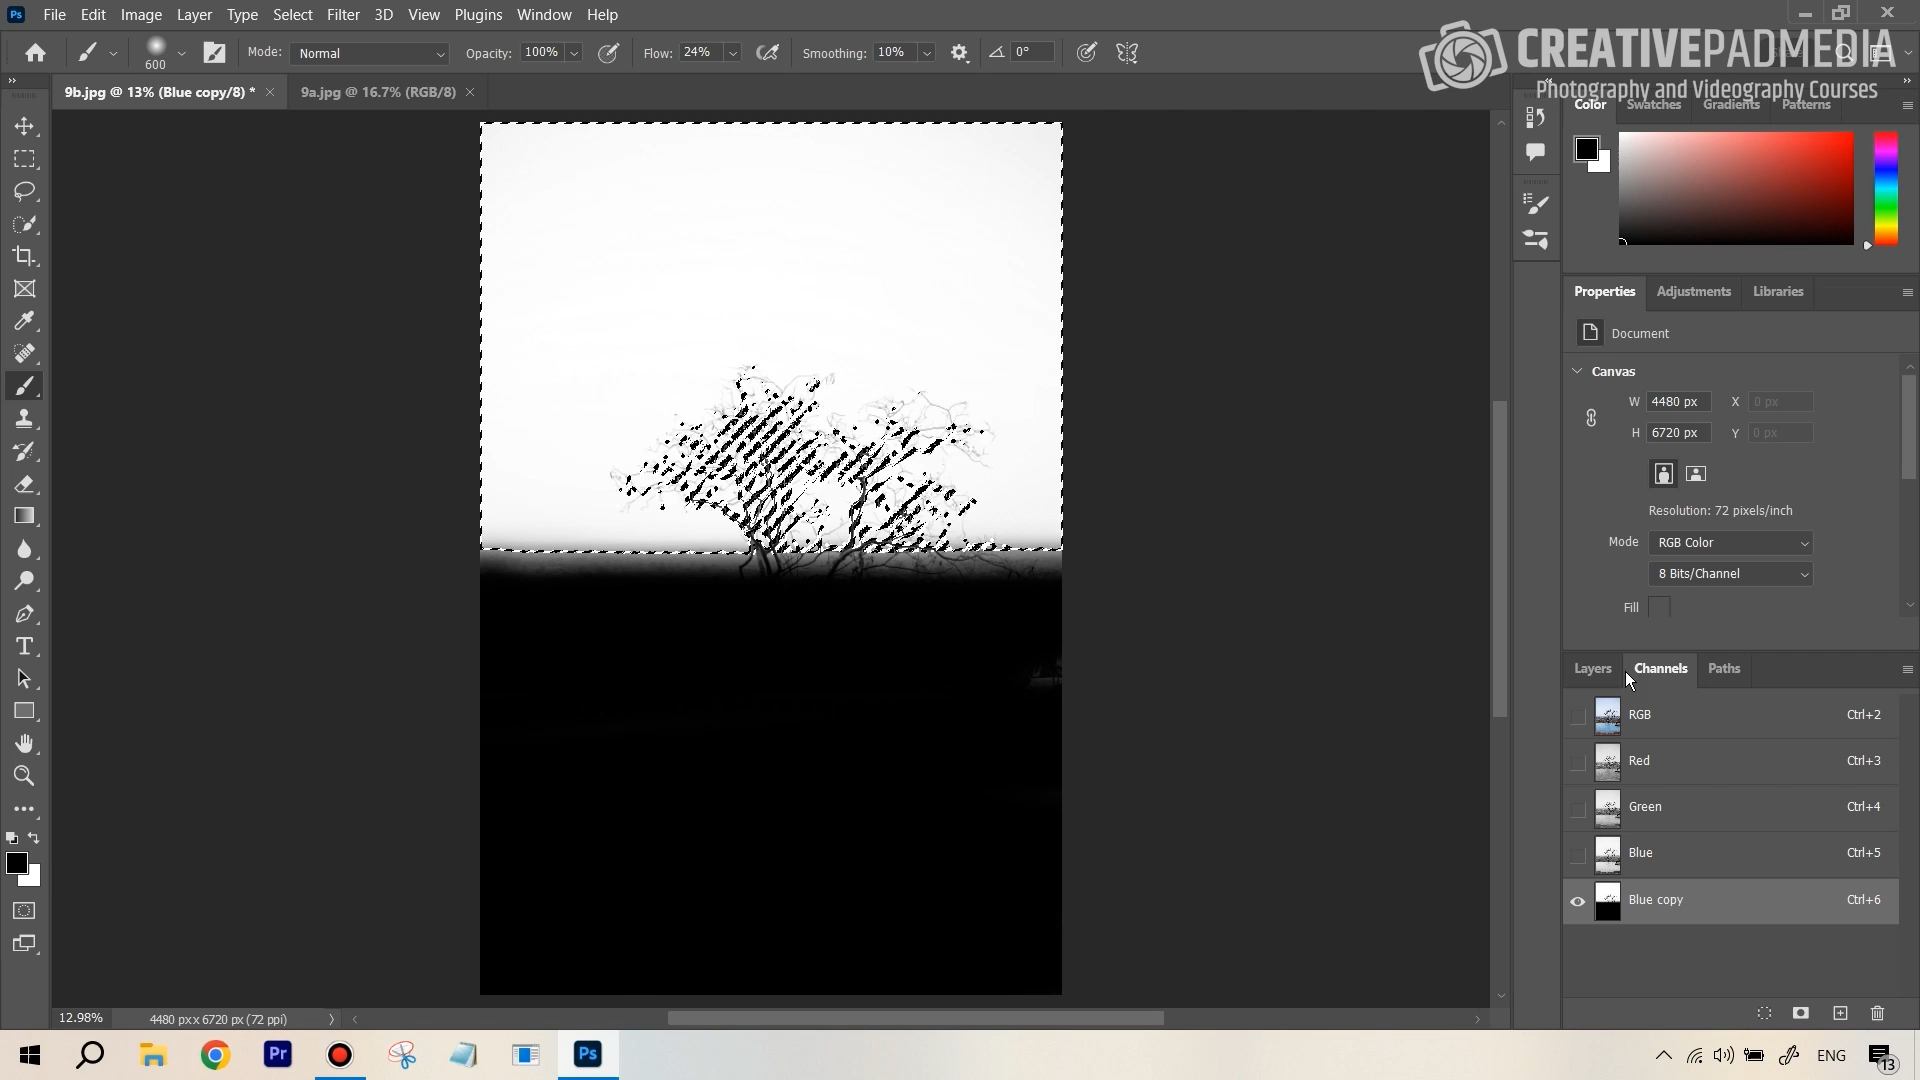 Ps File Edit Image Layer Type Select Filter 3D View Plugins Window Help
600 Mode: Normal Opacity: 100% Flow: 24% Smoothing: 10% 0°
CREATIVEPADMEDIA
Photography and Videography Courses
9b.jpg @ 13% (Blue copy/8) * 9a.jpg @ 16.7% (RGB/8)
Color Swatches Gradients Patterns
Properties Adjustments Libraries
Document
Canvas
W 4480 px X 0 px
H 6720 px Y 0 px
Resolution: 72 pixels/inch
Mode RGB Color
8 Bits/Channel
Fill
Layers Channels Paths
RGB Ctrl+2
Red Ctrl+3
Green Ctrl+4
Blue Ctrl+5
Blue copy Ctrl+6
12.98% 4480 px x 6720 px (72 ppi)
Pr Ps ENG 13